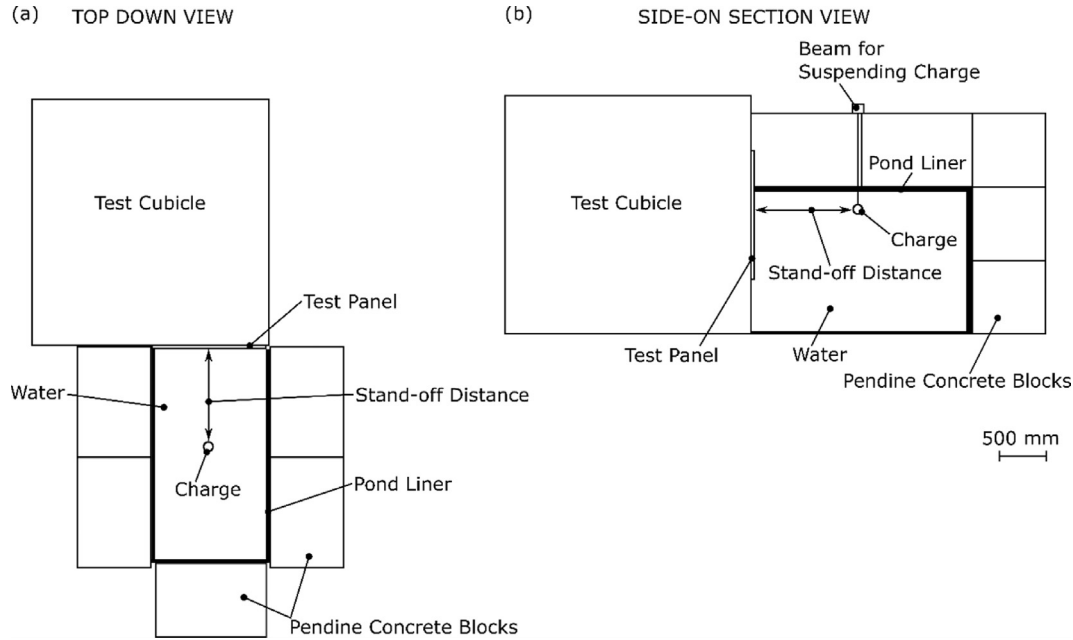 (a) TOP DOWN VIEW
Test Cubicle
Test Panel
Water
Stand-off Distance
Charge
Pond Liner
Pendine Concrete Blocks
(b) SIDE-ON SECTION VIEW
Beam for
Suspending Charge
Pond Liner
Test Cubicle
Charge
Stand-off Distance
Test Panel
Water
Pendine Concrete Blocks
500 mm